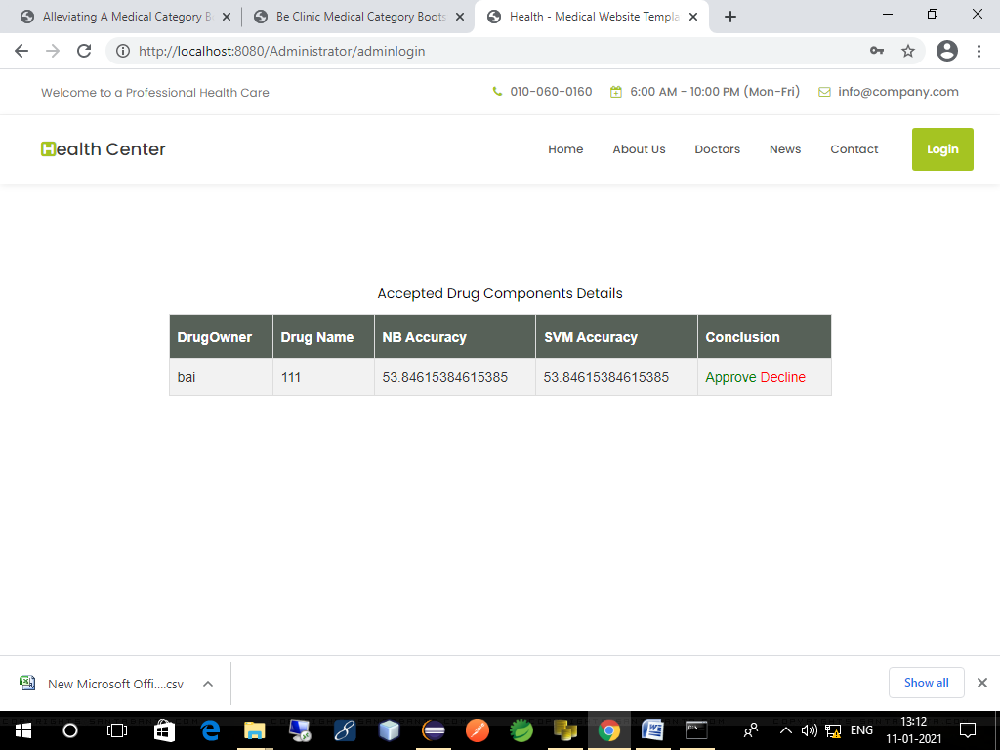 Alleviating A Medical Category B
Be Clinic Medical Category Boots
Health - Medical Website Templa
http://localhost:8080/Administrator/adminlogin
Welcome to a Professional Health Care
010-060-0160
6:00 AM - 10:00 PM (Mon-Fri)
info@company.com
Health Center
Home About Us Doctors News Contact Login
Accepted Drug Components Details
DrugOwner Drug Name NB Accuracy SVM Accuracy Conclusion
bai 111 53.84615384615385 53.84615384615385 Approve Decline
New Microsoft Offi....csv
Show all
ENG
13:12
11-01-2021